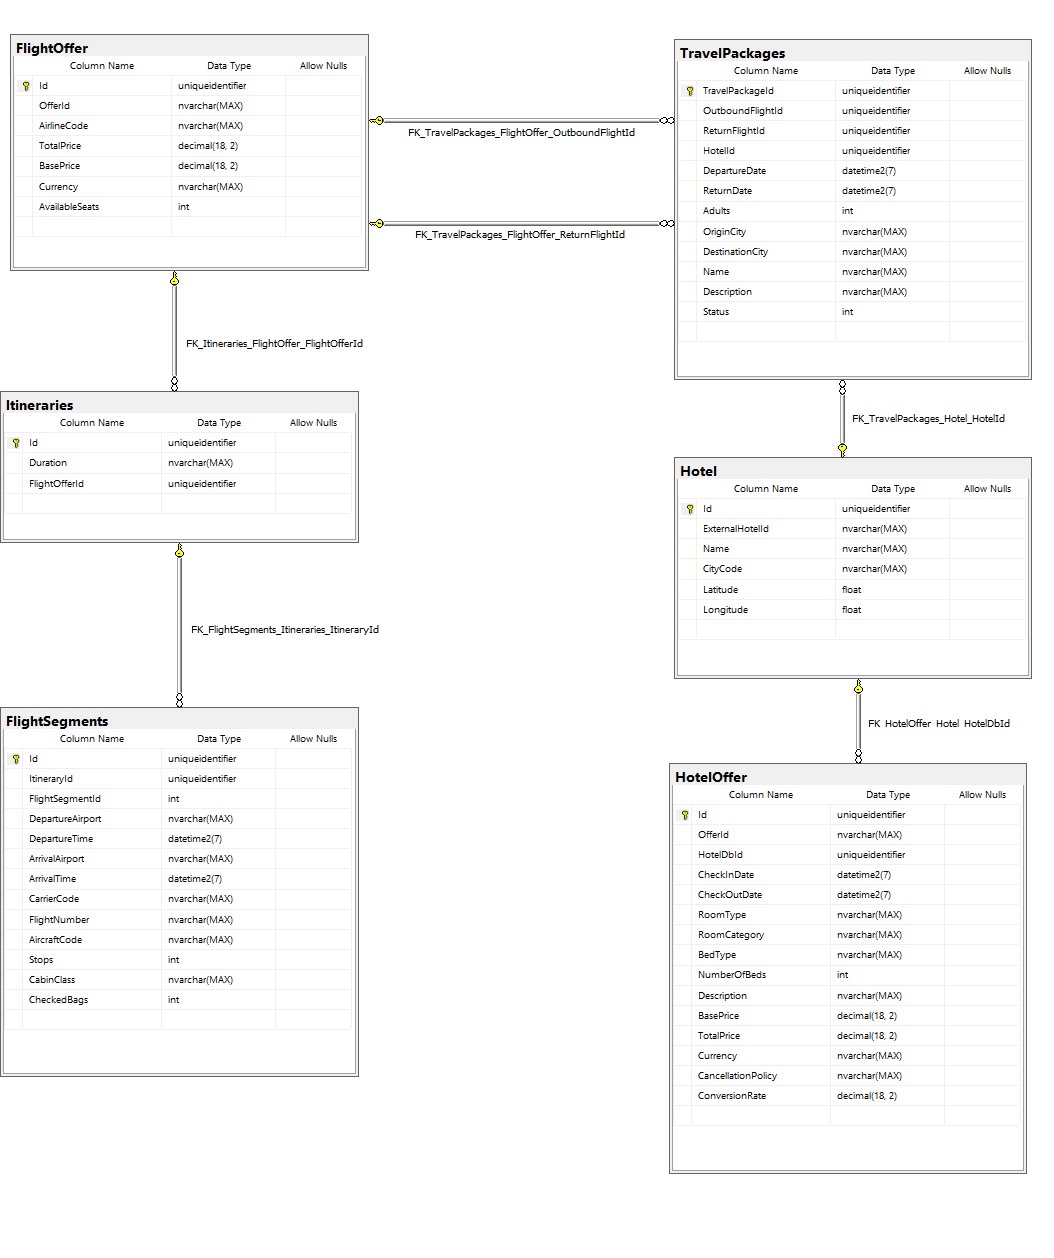 FlightOffer
Column Name Data Type Allow Nulls
Id uniqueidentifier
OfferId nvarchar(MAX)
AirlineCode nvarchar(MAX)
TotalPrice decimal(18, 2)
BasePrice decimal(18, 2)
Currency nvarchar(MAX)
AvailableSeats int
FK_TravelPackages_FlightOffer_OutboundFlightId
FK_TravelPackages_FlightOffer_ReturnFlightId
TravelPackages
Column Name Data Type Allow Nulls
TravelPackageId uniqueidentifier
OutboundFlightId uniqueidentifier
ReturnFlightId uniqueidentifier
HotelId uniqueidentifier
DepartureDate datetime2(7)
ReturnDate datetime2(7)
Adults int
OriginCity nvarchar(MAX)
DestinationCity nvarchar(MAX)
Name nvarchar(MAX)
Description nvarchar(MAX)
Status int
FK_Itineraries_FlightOffer_FlightOfferId
Itineraries
Column Name Data Type Allow Nulls
Id uniqueidentifier
Duration nvarchar(MAX)
FlightOfferId uniqueidentifier
FK_TravelPackages_Hotel_HotelId
Hotel
Column Name Data Type Allow Nulls
Id uniqueidentifier
ExternalHotelId nvarchar(MAX)
Name nvarchar(MAX)
CityCode nvarchar(MAX)
Latitude float
Longitude float
FK_FlightSegments_Itineraries_ItineraryId
FlightSegments
Column Name Data Type Allow Nulls
Id uniqueidentifier
ItineraryId uniqueidentifier
FlightSegmentId int
DepartureAirport nvarchar(MAX)
DepartureTime datetime2(7)
ArrivalAirport nvarchar(MAX)
ArrivalTime datetime2(7)
CarrierCode nvarchar(MAX)
FlightNumber nvarchar(MAX)
AircraftCode nvarchar(MAX)
Stops int
CabinClass nvarchar(MAX)
CheckedBags int
FK_HotelOffer_Hotel_HotelDbId
HotelOffer
Column Name Data Type Allow Nulls
Id uniqueidentifier
OfferId nvarchar(MAX)
HotelDbId uniqueidentifier
CheckInDate datetime2(7)
CheckOutDate datetime2(7)
RoomType nvarchar(MAX)
RoomCategory nvarchar(MAX)
BedType nvarchar(MAX)
NumberOfBeds int
Description nvarchar(MAX)
BasePrice decimal(18, 2)
TotalPrice decimal(18, 2)
Currency nvarchar(MAX)
CancellationPolicy nvarchar(MAX)
ConversionRate decimal(18, 2)